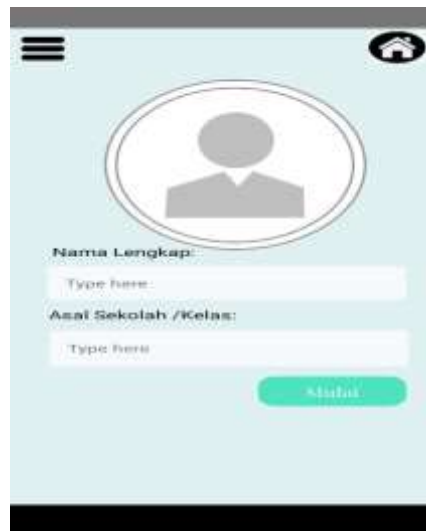 Nama Lengkap:
Type here
Asal Sekolah /Kelas:
Type here
Mulai